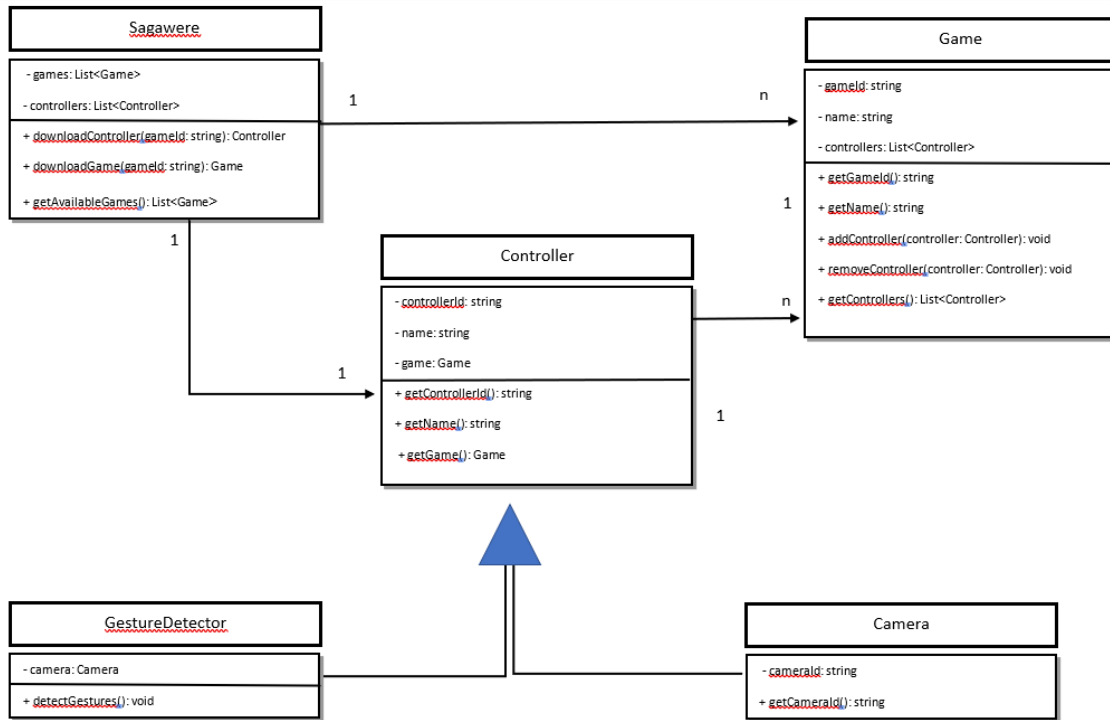 Sagawere
- games: List<Game>
- controllers: List<Controller>
+ downloadController(gameId: string): Controller
+ downloadGame(gameId: string): Game
+ getAvailableGames(): List<Game>
1
n
Game
- gameId: string
- name: string
- controllers: List<Controller>
+ getGameId(): string
+ getName(): string
+ addController(controller: Controller): void
+ removeController(controller: Controller): void
+ getControllers(): List<Controller>
1
1
1
Controller
- controllerId: string
- name: string
- game: Game
+ getControllerId(): string
+ getName(): string
+ getGame(): Game
n
1
GestureDetector
- camera: Camera
+ detectGestures(): void
Camera
- cameraId: string
+ getCameraId(): string